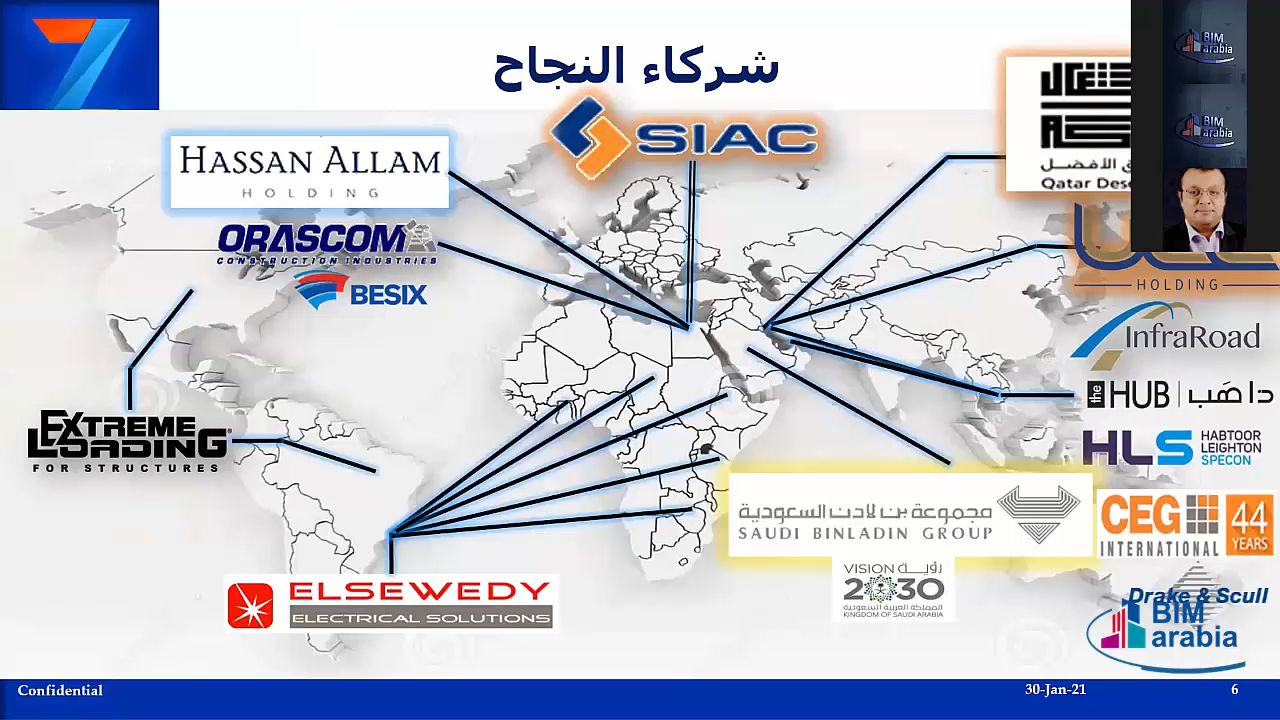 7
شركاء النجاح
HASSAN ALLAM
HOLDING
SIAC
ق الأفضل
BIM
arabia
BIM
arabia
ORASCOM
CONSTRUCTION INDUSTRIES
BESIX
HOLDING
InfraRoad
the HUB | دا هَب
EXTREME
LOADING
FOR STRUCTURES
HLS HABTOOR
LEIGHTON
SPECON
مجموعة بن لادن السعودية
SAUDI BINLADIN GROUP
CEG
INTERNATIONAL
44
YEARS
VISION رؤيــة
2030
المملكة العربية السعودية
KINGDOM OF SAUDI ARABIA
ELSEWEDY
ELECTRICAL SOLUTIONS
Drake & Scull
BIM
arabia
Confidential
30-Jan-21
6